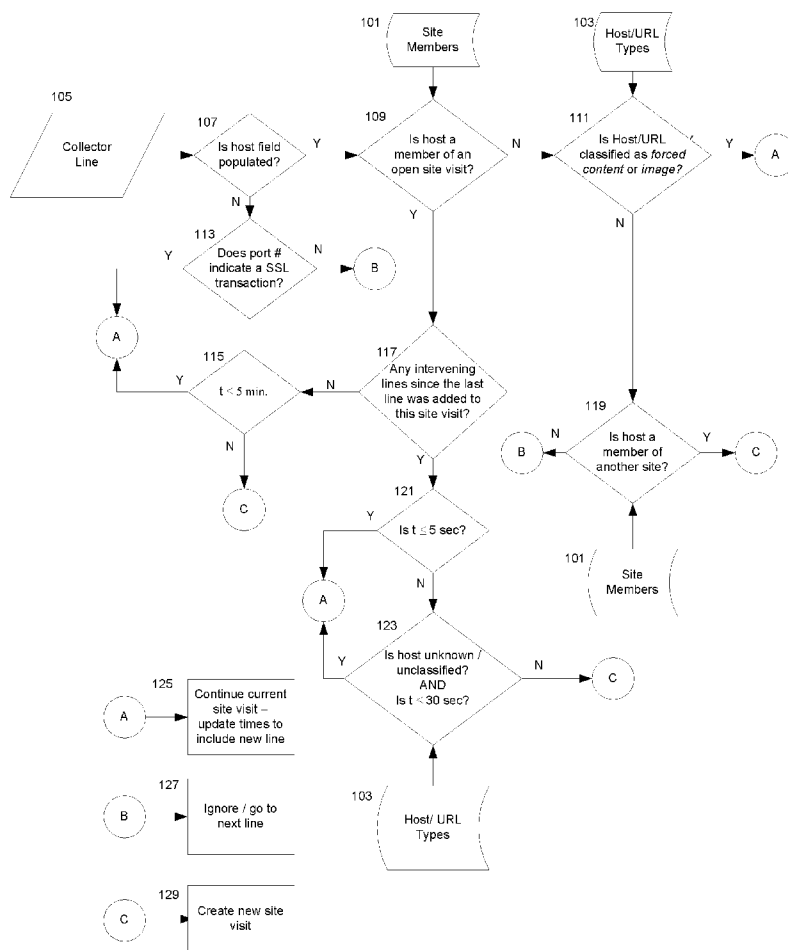 101
Site
Members
103
Host/URL
Types
105
Collector
Line
107
Is host field
populated?
Y
N
109
Is host a
member of an
open site visit?
N
Y
111
Is Host/URL
classified as forced
content or image?
Y
A
N
113
Does port #
indicate a SSL
transaction?
Y
N
B
A
115
t < 5 min.
Y
N
C
117
Any intervening
lines since the last
line was added to
this site visit?
N
Y
119
Is host a
member of
another site?
N
B
Y
C
101
Site
Members
121
Is t ≤ 5 sec?
Y
N
A
123
Is host unknown /
unclassified?
AND
Is t < 30 sec?
Y
N
C
103
Host/ URL
Types
125
A
Continue current
site visit –
update times to
include new line
127
B
Ignore / go to
next line
129
C
Create new site
visit